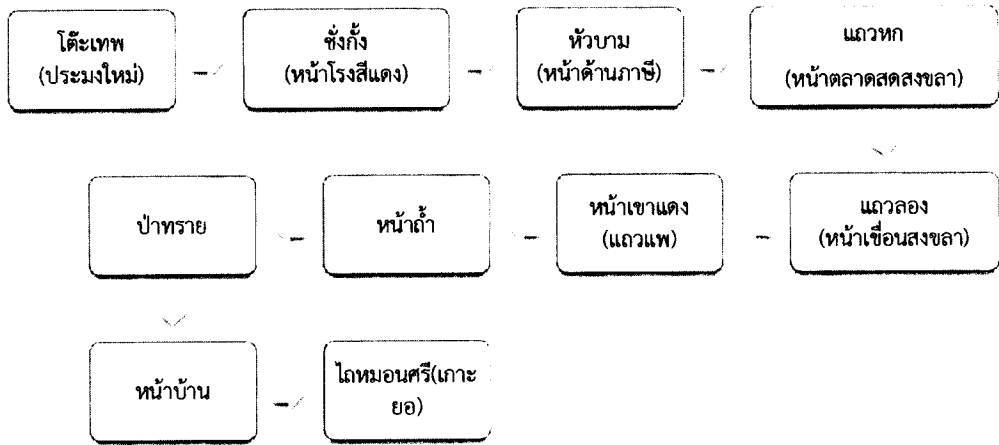 โต๊ะเทพ
(ประมงใหม่)
ชั่งกั้ง
(หน้าโรงสีแดง)
หัวบาม
(หน้าด้านภาษี)
แถวหก
(หน้าตลาดสดสงขลา)
แถวลอง
(หน้าเขื่อนสงขลา)
หน้าเขาแดง
(แถวแพ)
หน้าถ้ำ
ป่าทราย
หน้าบ้าน
ไถหมอนศรี(เกาะ
ยอ)